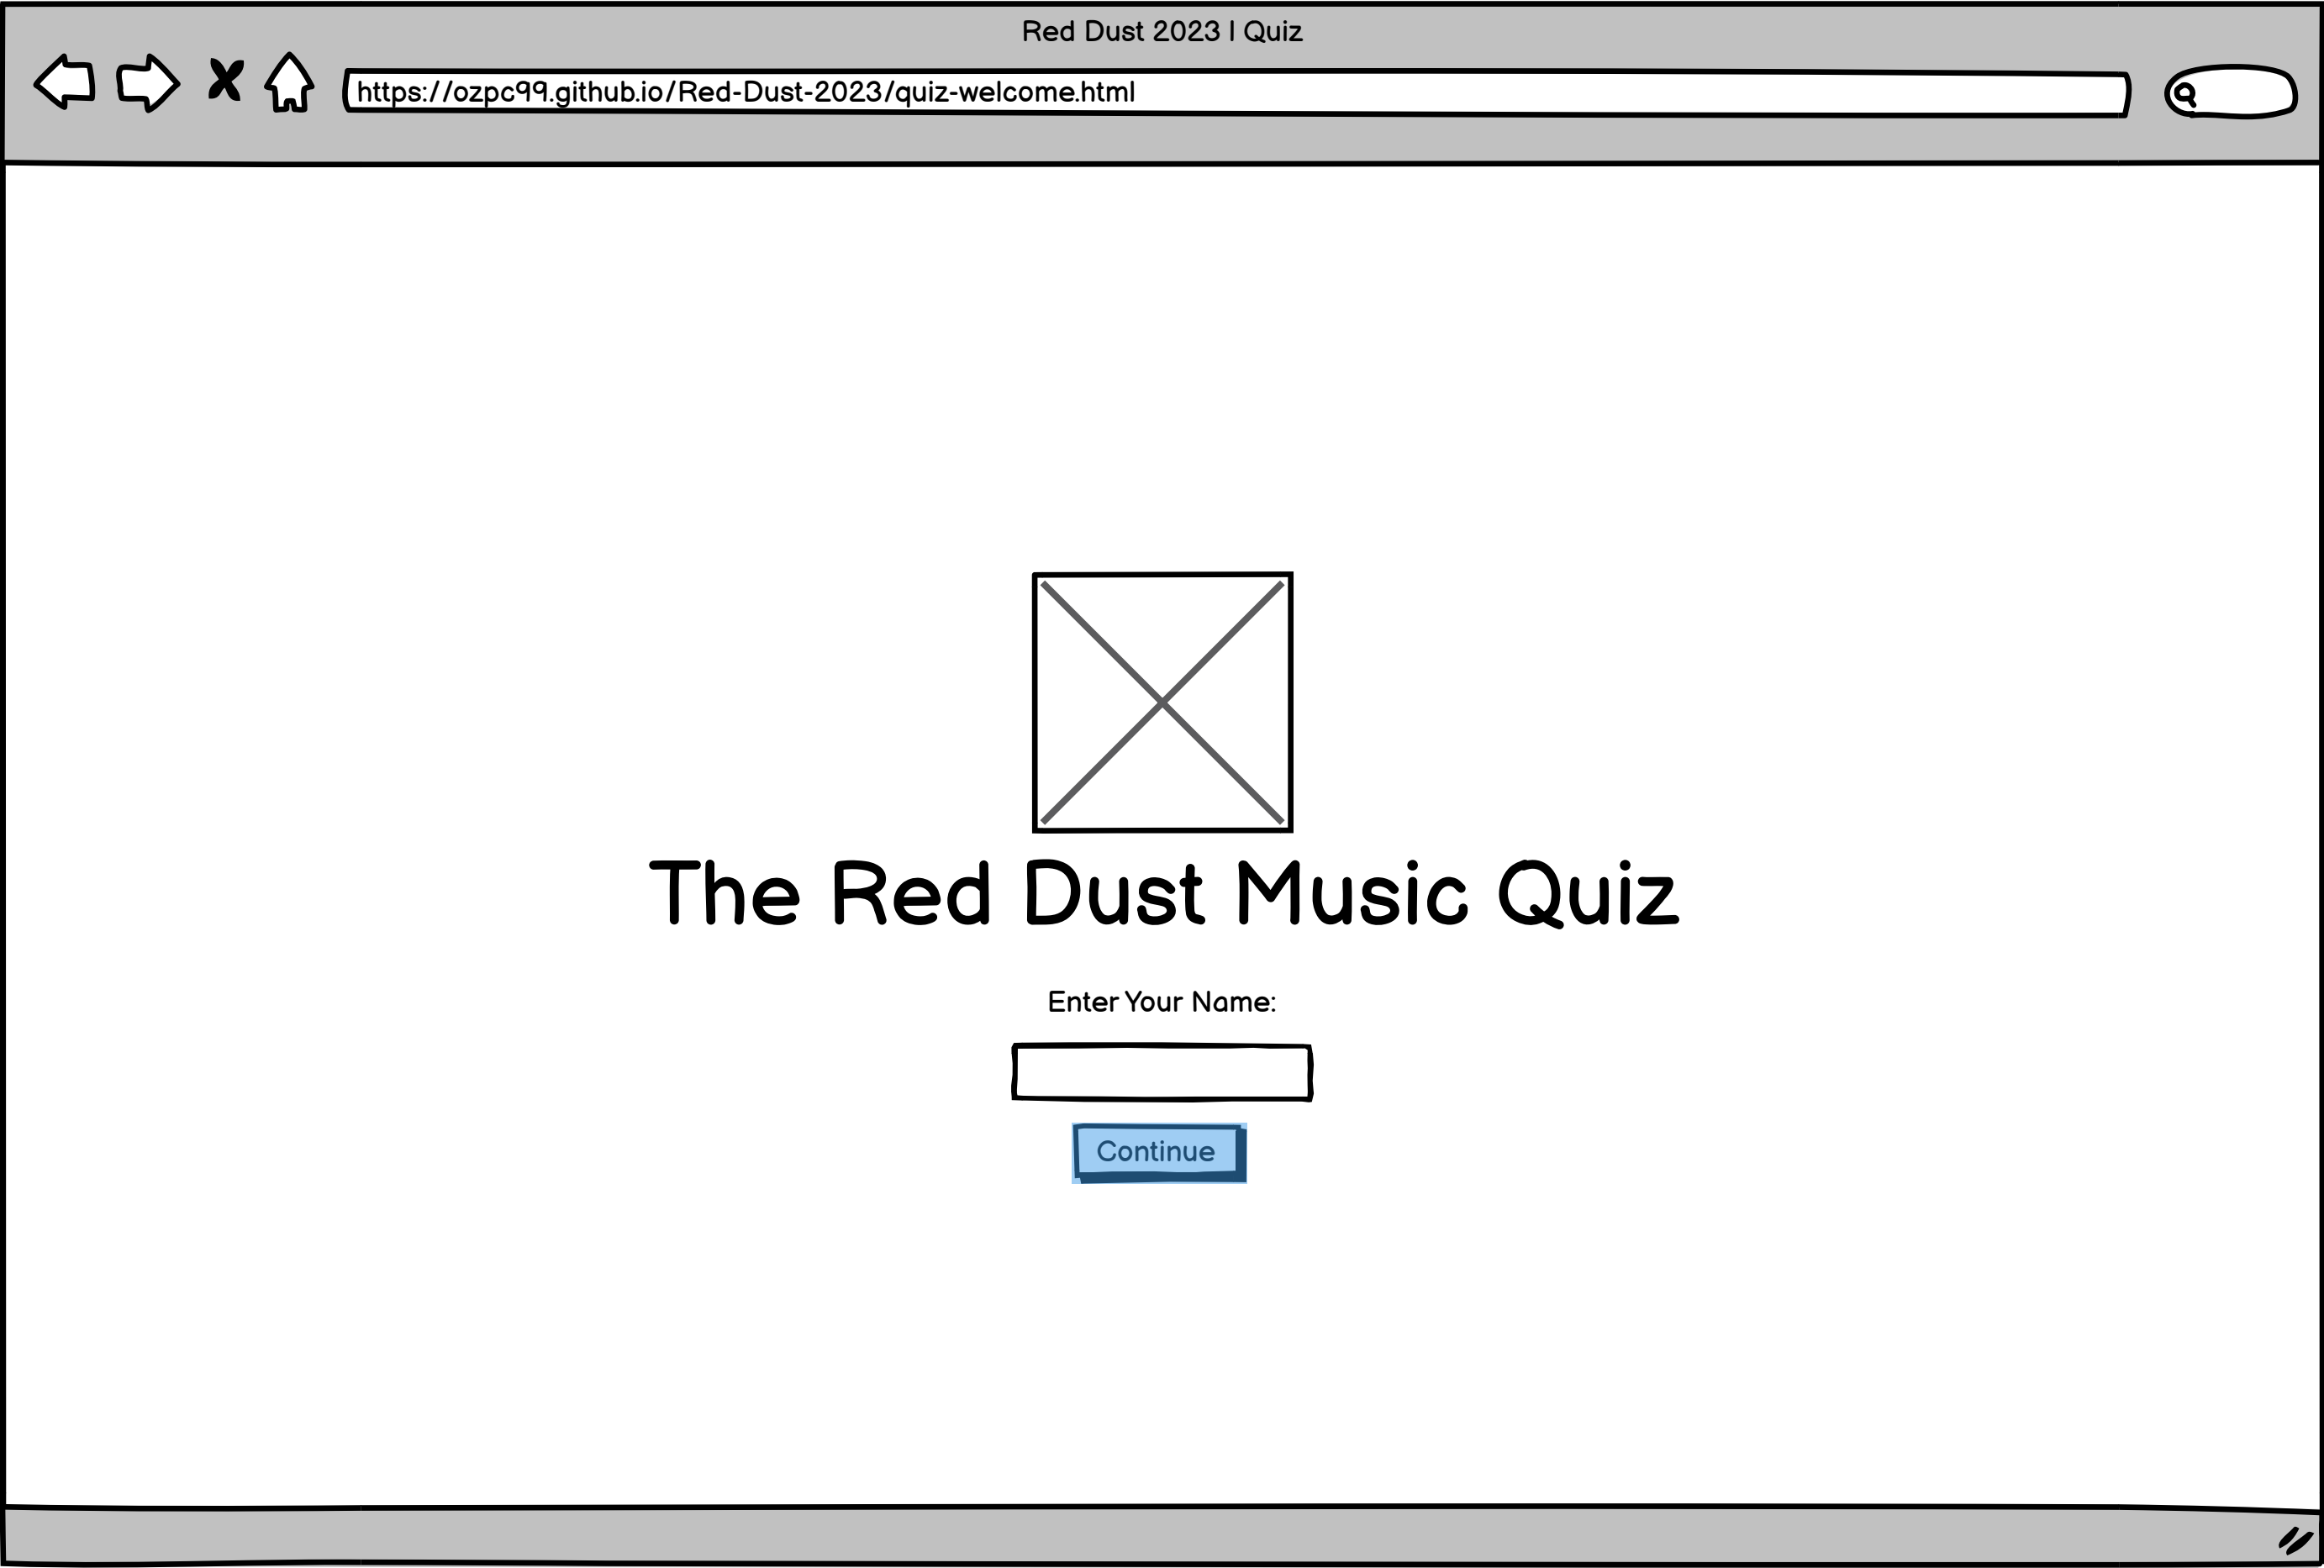 Red Dust 2023 | Quiz
https://ozpc99.github.io/Red-Dust-2023/quiz-welcome.html
The Red Dust Music Quiz
Enter Your Name:
Continue